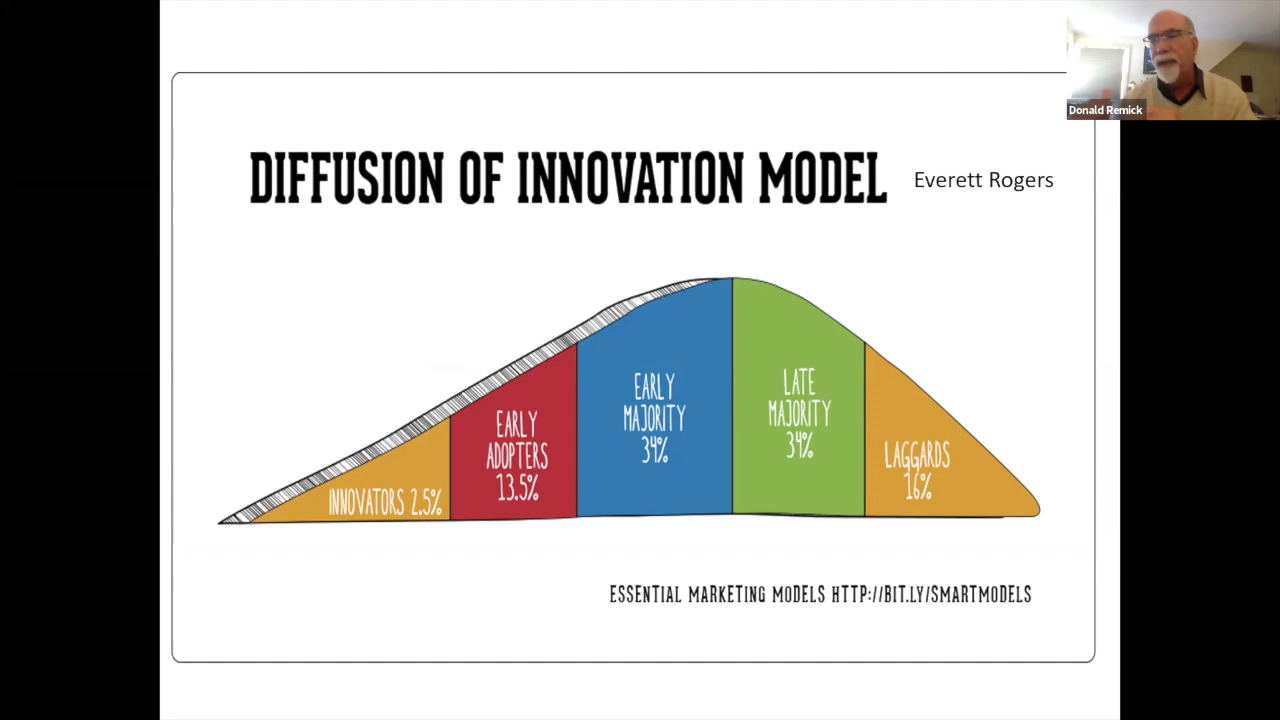 Donald Remick
DIFFUSION OF INNOVATION MODEL
Everett Rogers
INNOVATORS 2.5%
EARLY
ADOPTERS
13.5%
EARLY
MAJORITY
34%
LATE
MAJORITY
34%
LAGGARDS
16%
ESSENTIAL MARKETING MODELS HTTP://BIT.LY/SMARTMODELS